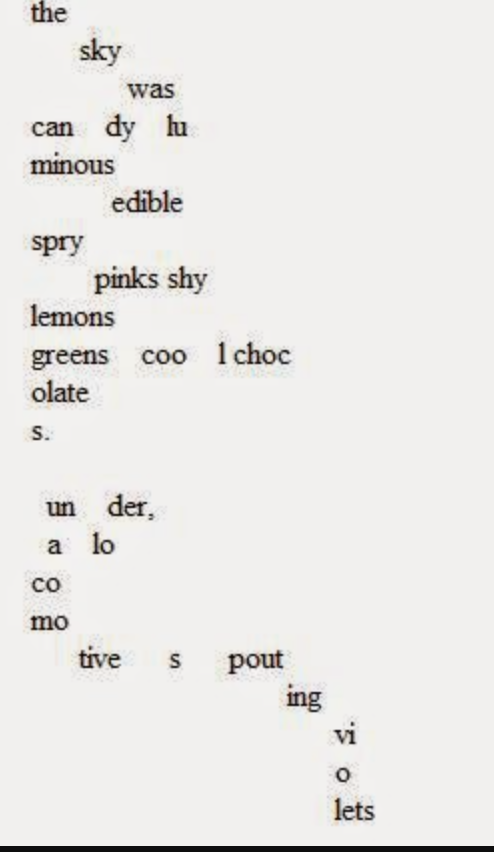 the
sky
was
can dy lu
minous
edible
spry
pinks shy
lemons
greens coo l choc
olate
s.
un der,
a lo
co
mo
tive s pout
ing
vi
o
lets